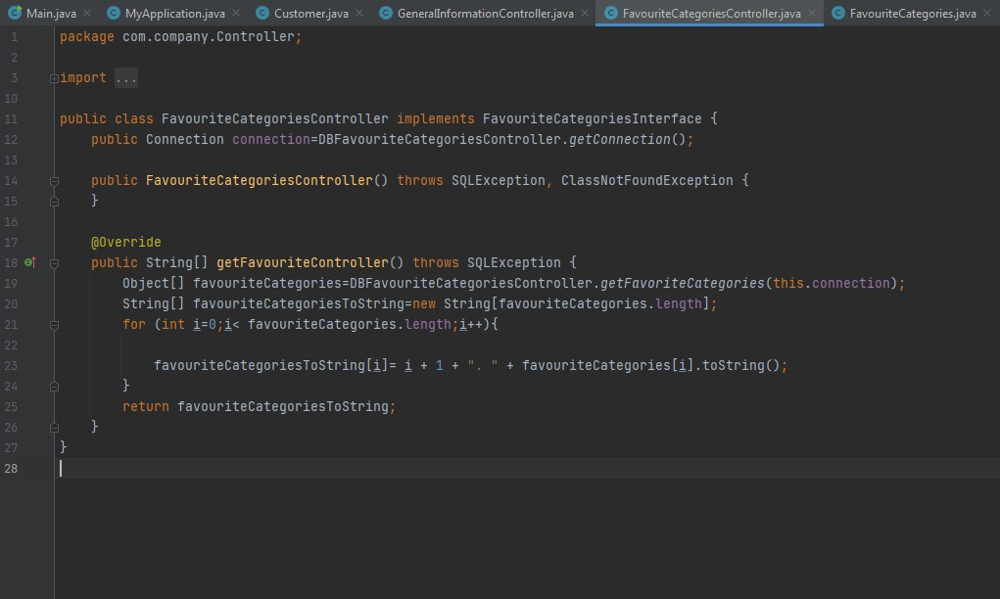 Main.java MyApplication.java Customer.java GeneralInformationController.java FavouriteCategoriesController.java FavouriteCategories.java
1 package com.company.Controller;
2
3 import ...
10
11 public class FavouriteCategoriesController implements FavouriteCategoriesInterface {
12 public Connection connection=DBFavouriteCategoriesController.getConnection();
13
14 public FavouriteCategoriesController() throws SQLException, ClassNotFoundException {
15 }
16
17 @Override
18 public String[] getFavouriteController() throws SQLException {
19 Object[] favouriteCategories=DBFavouriteCategoriesController.getFavoriteCategories(this.connection);
20 String[] favouriteCategoriesToString=new String[favouriteCategories.length];
21 for (int i=0;i< favouriteCategories.length;i++){
22
23 favouriteCategoriesToString[i]= i + 1 + ". " + favouriteCategories[i].toString();
24 }
25 return favouriteCategoriesToString;
26 }
27 }
28